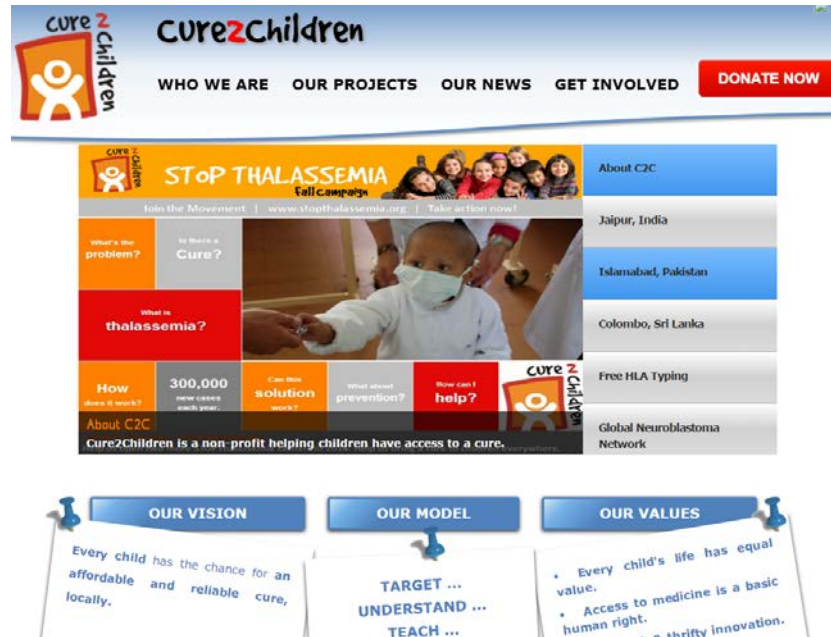 cure 2
children
cure2children
WHO WE ARE OUR PROJECTS OUR NEWS GET INVOLVED
DONATE NOW
cure 2
children
STOP THALASSEMIA
Fall campaign
Join the Movement | www.stopthalassemia.org | Take action now!
What's the
problem?
Is there a
Cure?
What is
thalassemia?
How
does it work?
300,000
new cases
each year.
Can this
solution
work?
What about
prevention?
How can I
help?
cure 2
children
About C2C
Cure2Children is a non-profit helping children have access to a cure.
everywhere.
About C2C
Jaipur, India
Islamabad, Pakistan
Colombo, Sri Lanka
Free HLA Typing
Global Neuroblastoma
Network
OUR VISION
Every child has the chance for an
affordable and reliable cure,
locally.
OUR MODEL
TARGET ...
UNDERSTAND ...
TEACH ...
OUR VALUES
• Every child's life has equal
value.
• Access to medicine is a basic
human right.
thrifty innovation.